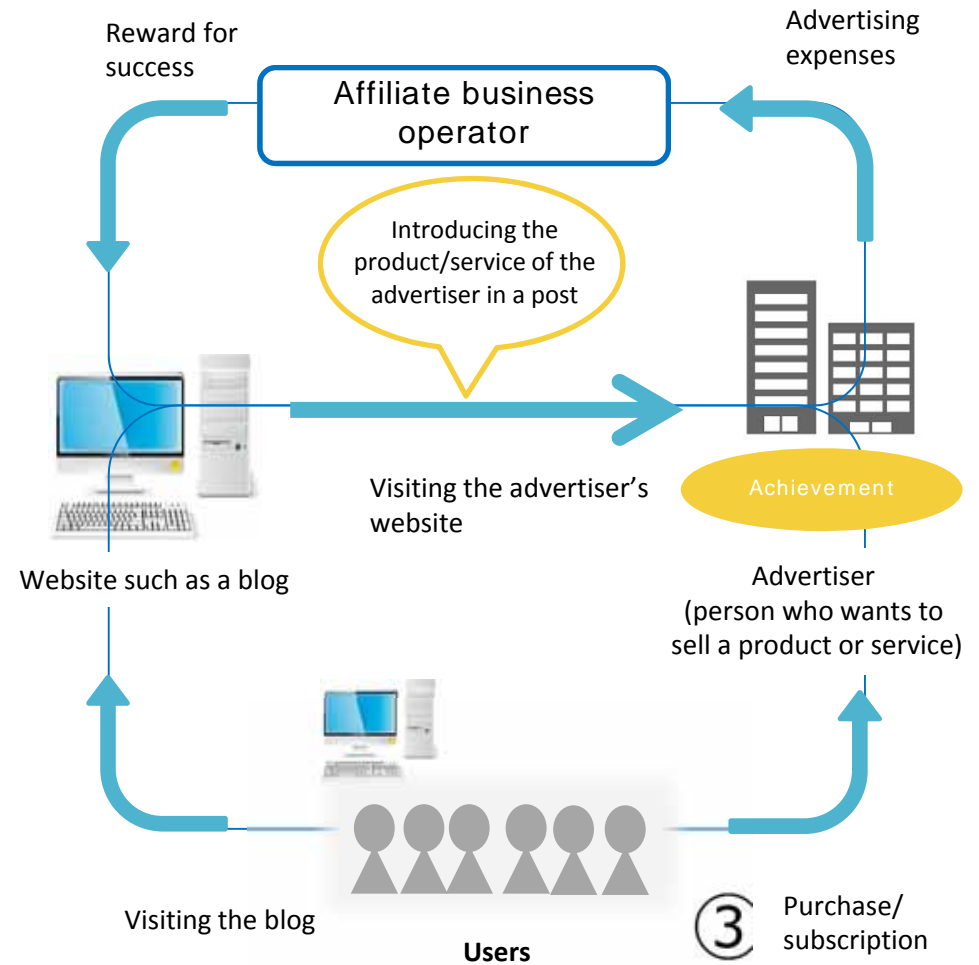 Reward for
success
Advertising
expenses
Affiliate business
operator
Introducing the
product/service of the
advertiser in a post
Visiting the advertiser’s
website
Achievement
Website such as a blog
Advertiser
(person who wants to
sell a product or service)
Visiting the blog
Users
③
Purchase/
subscription